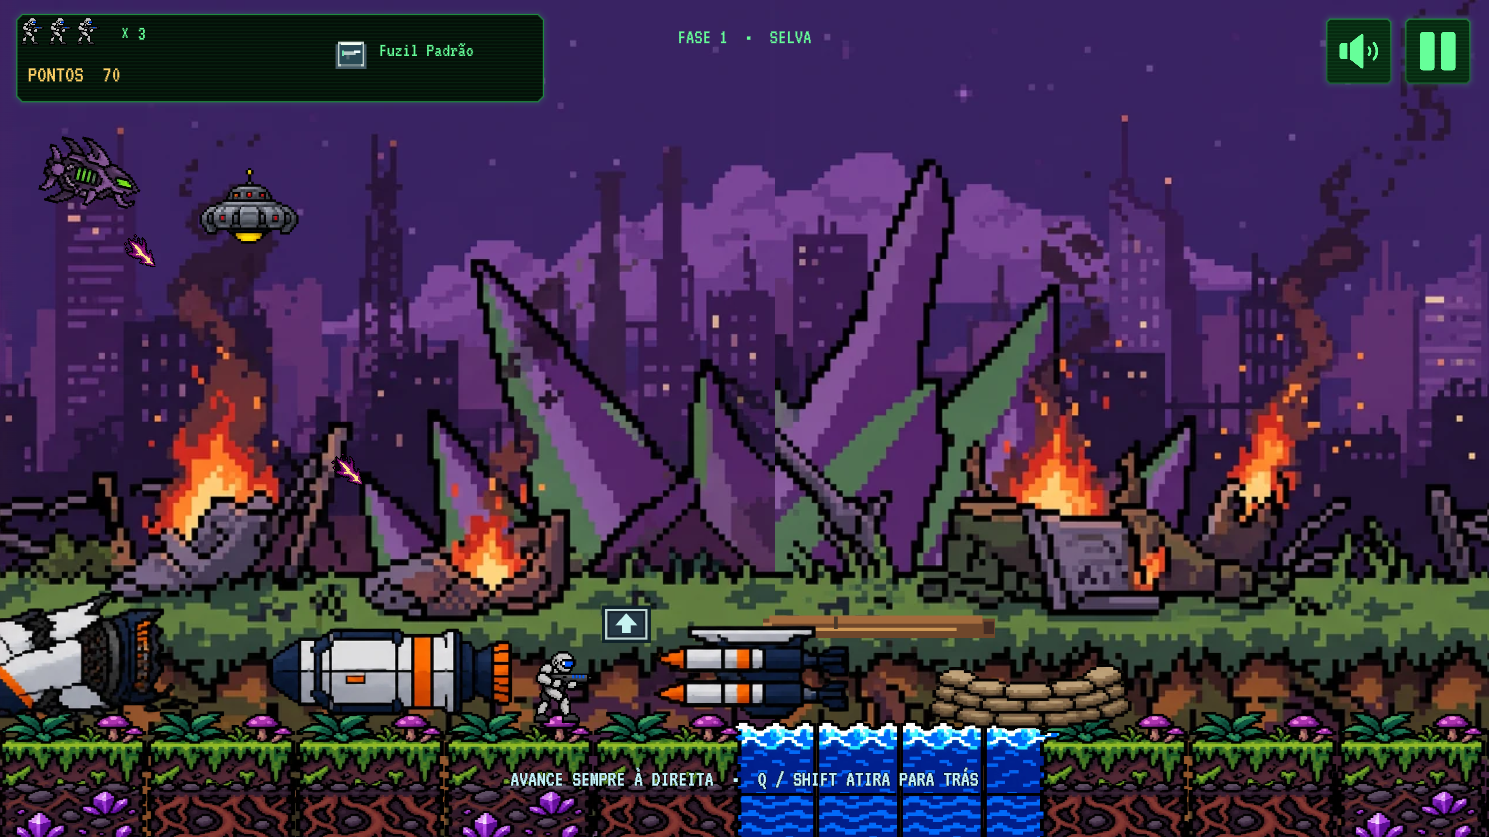 X 3
Fuzil Padrão
PONTOS 70
FASE 1 • SELVA
AVANCE SEMPRE À DIREITA • Q / SHIFT ATIRA PARA TRÁS